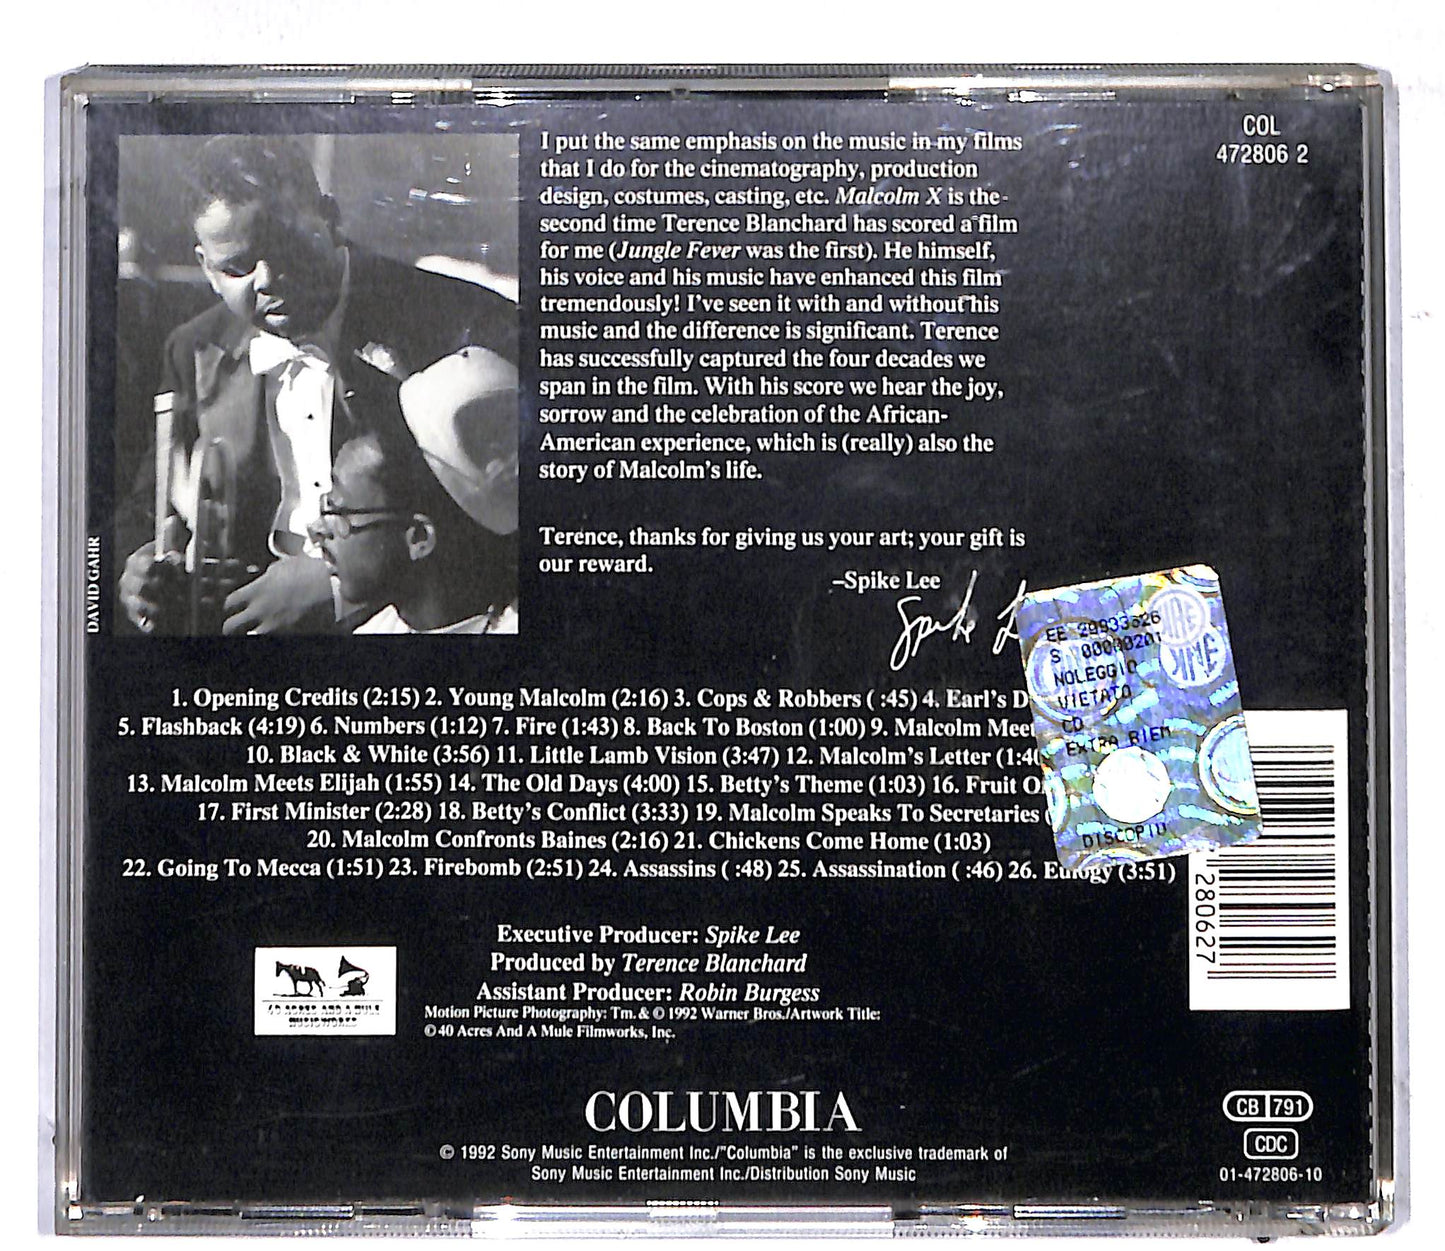 COL
472806 2
I put the same emphasis on the music in my films
that I do for the cinematography, production
design, costumes, casting, etc. Malcolm X is the
second time Terence Blanchard has scored a film
for me (Jungle Fever was the first). He himself,
his voice and his music have enhanced this film
tremendously! I've seen it with and without his
music and the difference is significant. Terence
has successfully captured the four decades we
span in the film. With his score we hear the joy,
sorrow and the celebration of the African-
American experience, which is (really) also the
story of Malcolm's life.
Terence, thanks for giving us your art; your gift is
our reward.
–Spike Lee
Spike
DAVID GAHR
EE 29933526
S 00000201
NOLEGGIO
VIETATO
CD
EXTRA RIEM
DISCOPIU
1. Opening Credits (2:15) 2. Young Malcolm (2:16) 3. Cops & Robbers ( :45) 4. Earl's
5. Flashback (4:19) 6. Numbers (1:12) 7. Fire (1:43) 8. Back To Boston (1:00) 9. Malcolm
10. Black & White (3:56) 11. Little Lamb Vision (3:47) 12. Malcolm's Letter
13. Malcolm Meets Elijah (1:55) 14. The Old Days (4:00) 15. Betty's Theme (1:03) 16. Fruit
17. First Minister (2:28) 18. Betty's Conflict (3:33) 19. Malcolm Speaks To Secretaries
20. Malcolm Confronts Baines (2:16) 21. Chickens Come Home (1:03)
22. Going To Mecca (1:51) 23. Firebomb (2:51) 24. Assassins ( :48) 25. Assassination ( :46) 26. Eulogy (3:51)
280627
Executive Producer: Spike Lee
Produced by Terence Blanchard
Assistant Producer: Robin Burgess
Motion Picture Photography: Tm. & © 1992 Warner Bros./Artwork Title:
© 40 Acres And A Mule Filmworks, Inc.
40 ACRES AND A MULE
MUSICWORKS
COLUMBIA
© 1992 Sony Music Entertainment Inc./"Columbia" is the exclusive trademark of
Sony Music Entertainment Inc./Distribution Sony Music
CB 791
CDC
01-472806-10